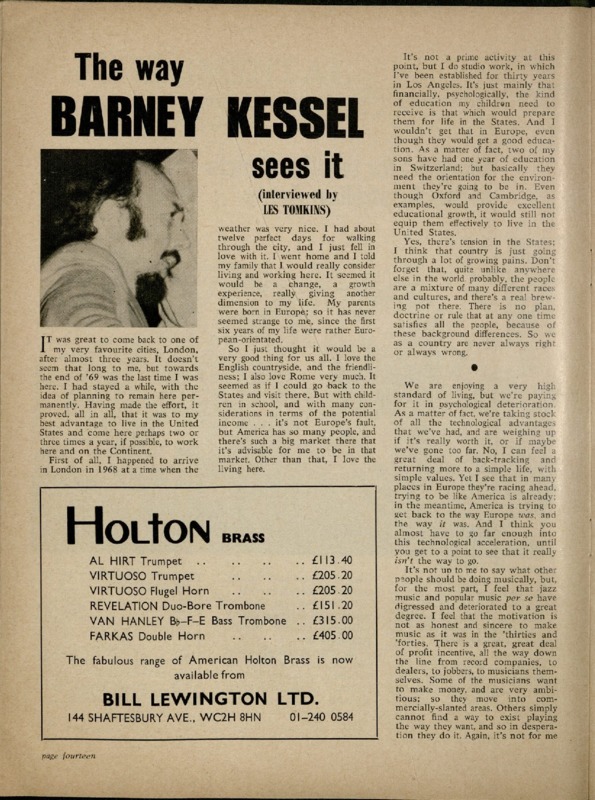 The way
BARNEY KESSEL
sees it
(interviewed by
LES TOMKINS)
IT was great to come back to one of
my very favourite cities, London,
after almost three years. It doesn't
seem that long to me, but towards
the end of '69 was the last time I was
here. I had stayed a while, with the
idea of planning to remain here per-
manently. Having made the effort, it
proved, all in all, that it was to my
best advantage to live in the United
States and come here perhaps two or
three times a year, if possible, to work
here and on the Continent.
First of all, I happened to arrive
in London in 1968 at a time when the
weather was very nice. I had about
twelve perfect days for walking
through the city, and I just fell in
love with it. I went home and I told
my family that I would really consider
living and working here. It seemed it
would be a change, a growth
experience, really giving another
dimension to my life. My parents
were born in Europe; so it has never
seemed strange to me, since the first
six years of my life were rather Euro-
pean-orientated.
So I just thought it would be a
very good thing for us all. I love the
English countryside, and the friendli-
ness; I also love Rome very much. It
seemed as if I could go back to the
States and visit there. But with child-
ren in school, and with many con-
siderations in terms of the potential
income . . . it's not Europe's fault,
but America has so many people, and
there's such a big market there that
it's advisable for me to be in that
market. Other than that, I love the
living here.
It's not a prime activity at this
point, but I do studio work, in which
I've been established for thirty years
in Los Angeles. It's just mainly that
financially, psychologically, the kind
of education my children need to
receive is that which would prepare
them for life in the States. And I
wouldn't get that in Europe, even
though they would get a good educa-
tion. As a matter of fact, two of my
sons have had one year of education
in Switzerland; but basically they
need the orientation for the environ-
ment they're going to be in. Even
though Oxford and Cambridge, as
examples, would provide excellent
educational growth, it would still not
equip them effectively to live in the
United States.
Yes, there's tension in the States;
I think that country is just going
through a lot of growing pains. Don't
forget that, quite unlike anywhere
else in the world, probably, the people
are a mixture of many different races
and cultures, and there's a real brew-
ing pot there. There is no plan,
doctrine or rule that at any one time
satisfies all the people, because of
these background differences. So we
as a country are never always right
or always wrong.
●
We are enjoying a very high
standard of living, but we're paying
for it in psychological deterioration.
As a matter of fact, we're taking stock
of all the technological advantages
that we've had, and are weighing up
if it's really worth it, or if maybe
we've gone too far. No, I can feel a
great deal of back-tracking and
returning more to a simple life, with
simple values. Yet I see that in many
places in Europe they're racing ahead,
trying to be like America is already;
in the meantime, America is trying to
get back to the way Europe was, and
the way it was. And I think you
almost have to go far enough into
this technological acceleration, until
you get to a point to see that it really
isn't the way to go.
It's not up to me to say what other
people should be doing musically, but,
for the most part, I feel that jazz
music and popular music per se have
digressed and deteriorated to a great
degree. I feel that the motivation is
not as honest and sincere to make
music as it was in the 'thirties and
'forties. There is a great, great deal
of profit incentive, all the way down
the line from record companies, to
dealers, to jobbers, to musicians them-
selves. Some of the musicians want
to make money, and are very ambi-
tious; so they move into com-
mercially-slanted areas. Others simply
cannot find a way to exist playing
the way they want, and so in despera-
tion they do it. Again, it's not for me
HOLTON BRASS
AL HIRT Trumpet .. .. .. .. £113.40
VIRTUOSO Trumpet .. .. .. £205.20
VIRTUOSO Flugel Horn .. .. .. £205.20
REVELATION Duo-Bore Trombone .. £151.20
VAN HANLEY B♭–F–E Bass Trombone .. £315.00
FARKAS Double Horn .. .. .. £405.00
The fabulous range of American Holton Brass is now
available from
BILL LEWINGTON LTD.
144 SHAFTESBURY AVE., WC2H 8HN 01–240 0584
page fourteen